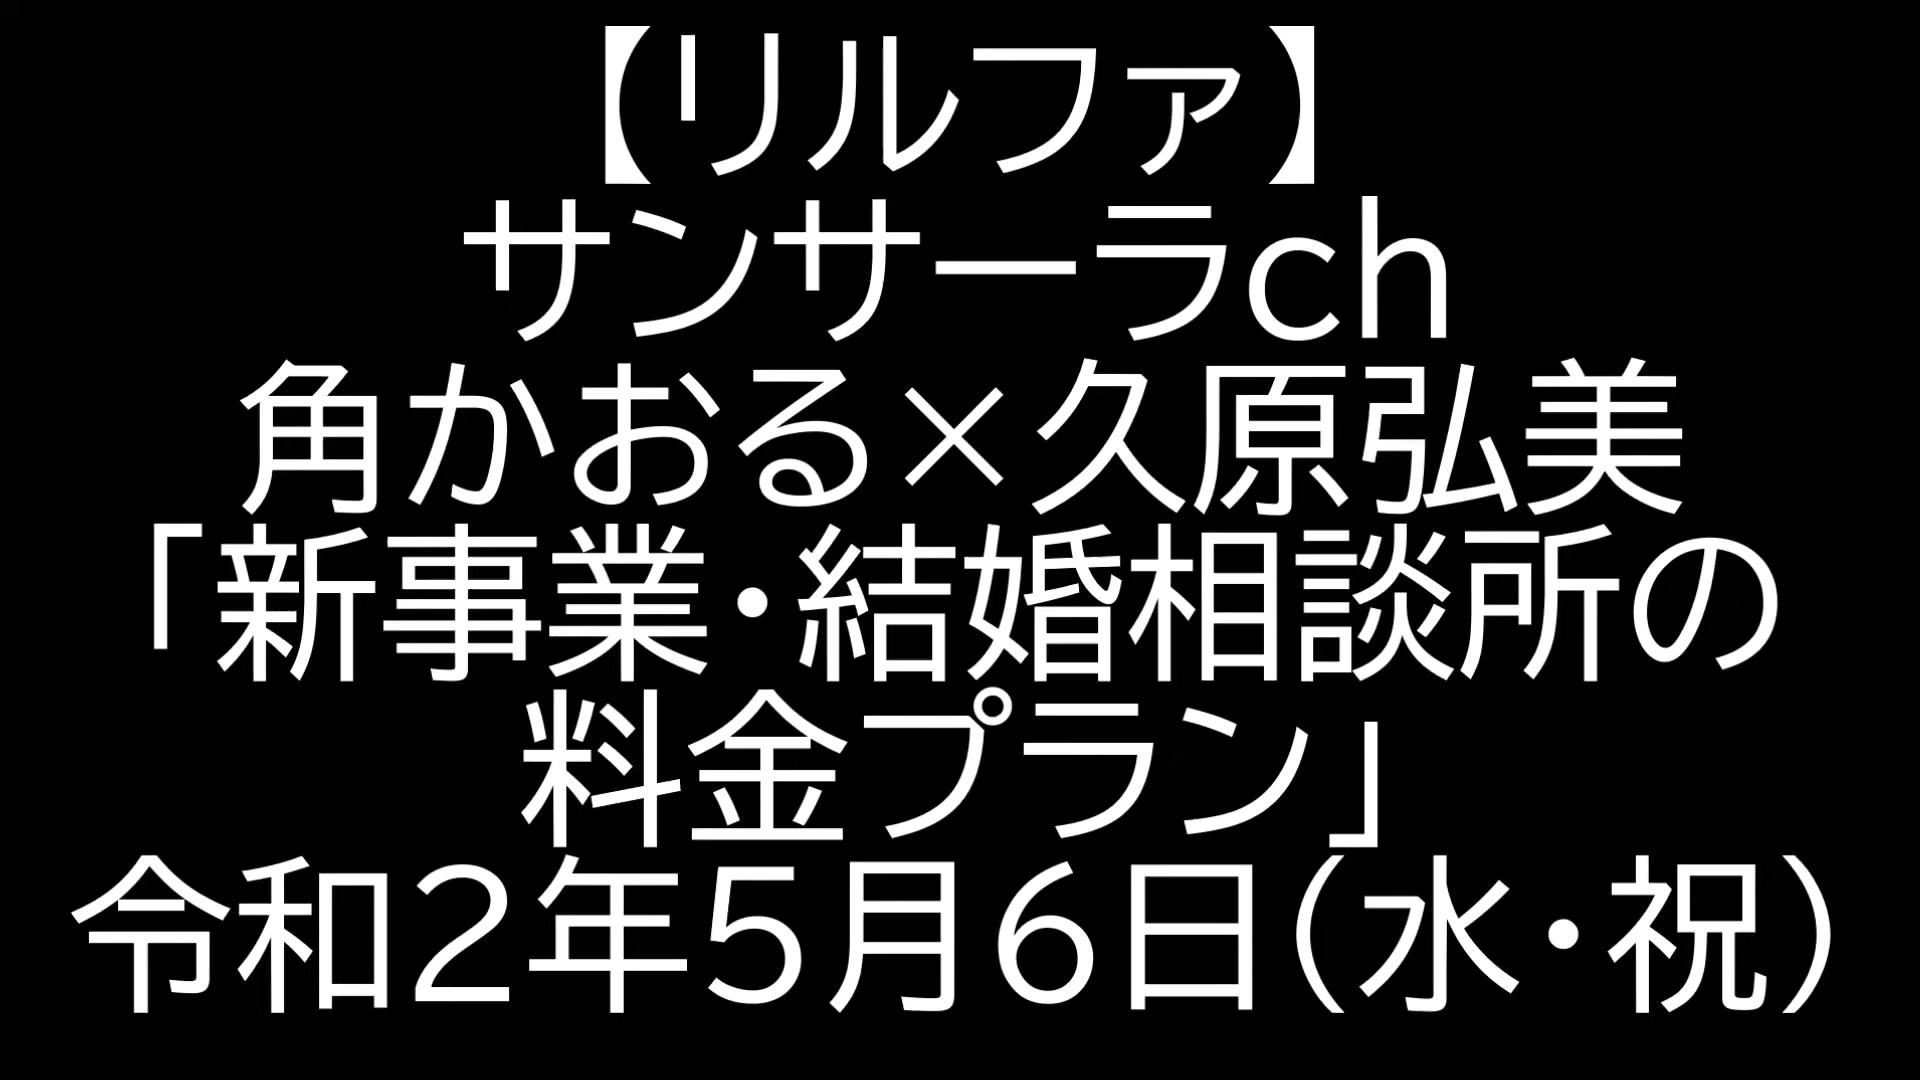 【リルファ】
サンサーラch
角かおる×久原弘美
「新事業・結婚相談所の
料金プラン」
令和2年5月6日(水・祝)